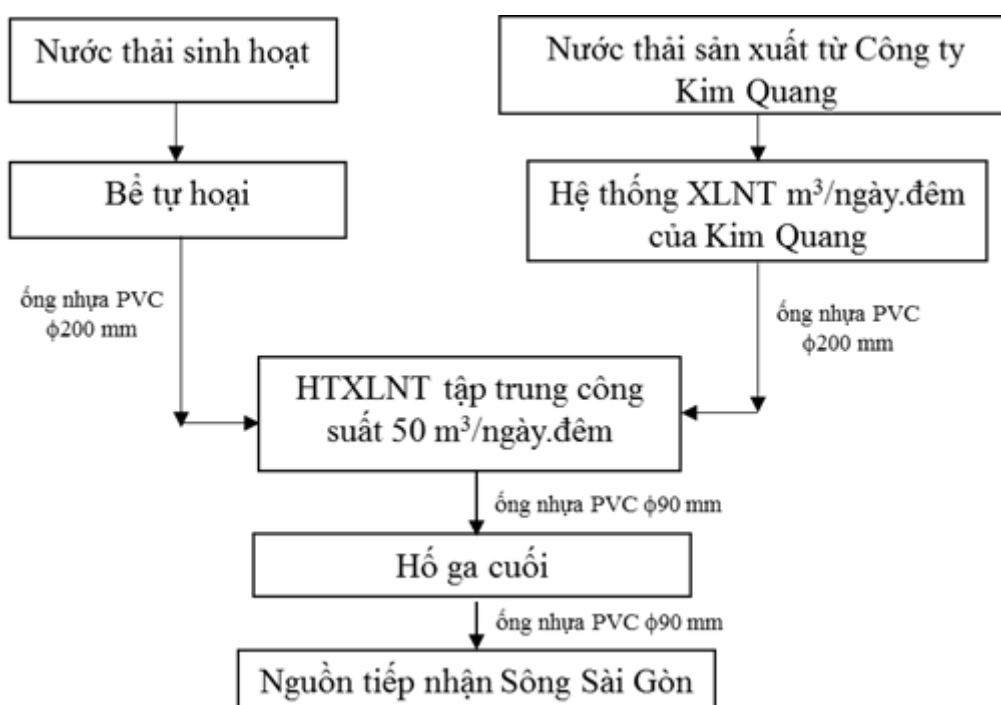 Nước thải sinh hoạt
Nước thải sản xuất từ Công ty
Kim Quang
Bể tự hoại
Hệ thống XLNT m³/ngày.đêm
của Kim Quang
ống nhựa PVC
ϕ200 mm
ống nhựa PVC
ϕ200 mm
HTXLNT tập trung công
suất 50 m³/ngày.đêm
ống nhựa PVC ϕ90 mm
Hố ga cuối
ống nhựa PVC ϕ90 mm
Nguồn tiếp nhận Sông Sài Gòn